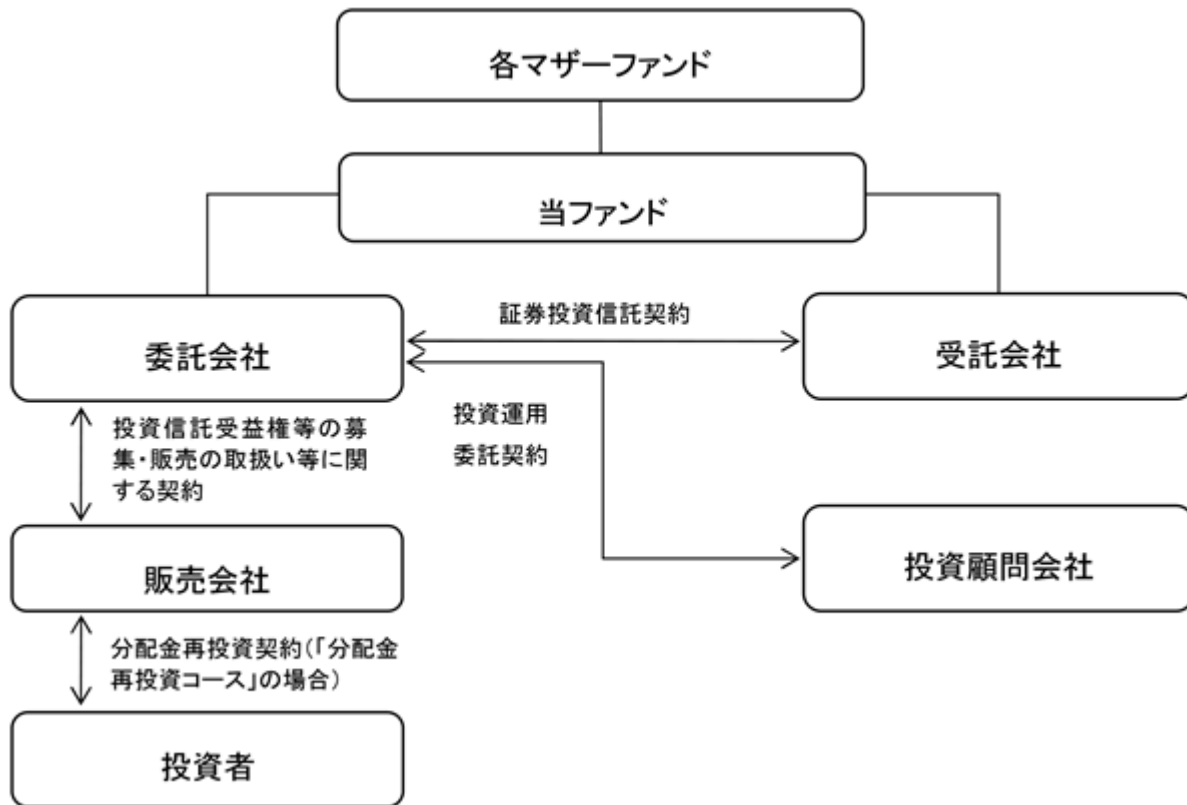 各マザーファンド
当ファンド
証券投資信託契約
委託会社
受託会社
投資信託受益権等の募
集・販売の取扱い等に関
する契約
投資運用
委託契約
販売会社
投資顧問会社
分配金再投資契約(「分配金
再投資コース」の場合)
投資者